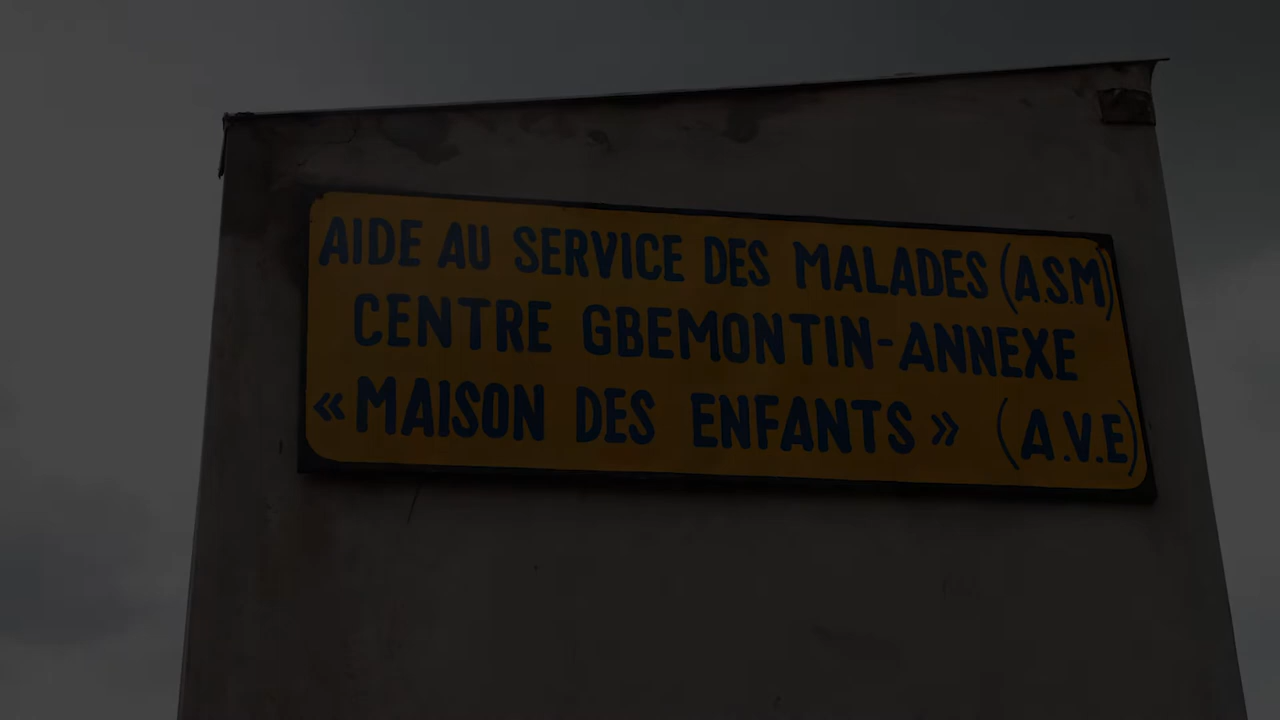 AIDE AU SERVICE DES MALADES (A.S.M)
CENTRE GBEMONTIN-ANNEXE
« MAISON DES ENFANTS » (A.V.E)